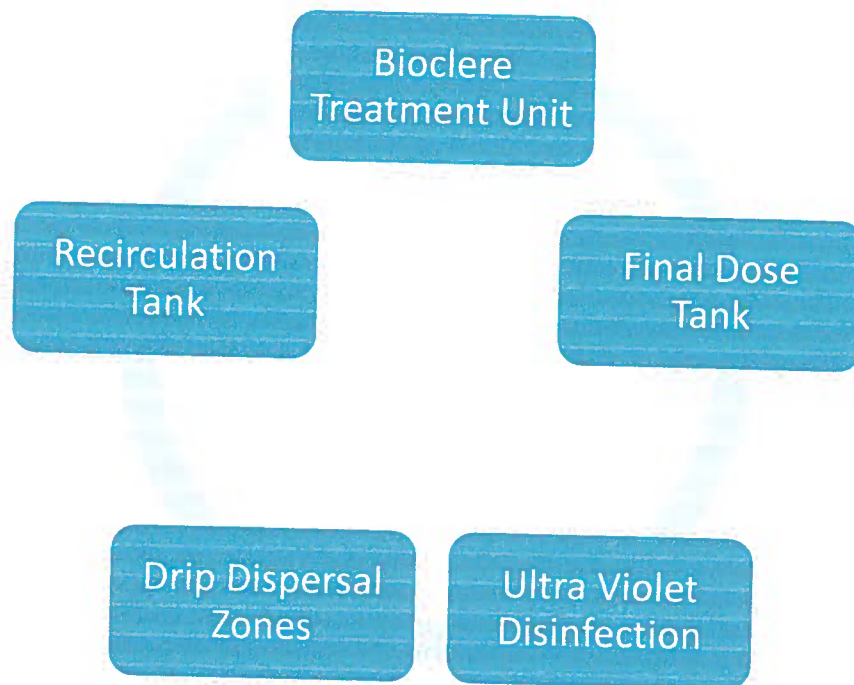 Bioclere
Treatment Unit
Recirculation
Tank
Final Dose
Tank
Drip Dispersal
Zones
Ultra Violet
Disinfection